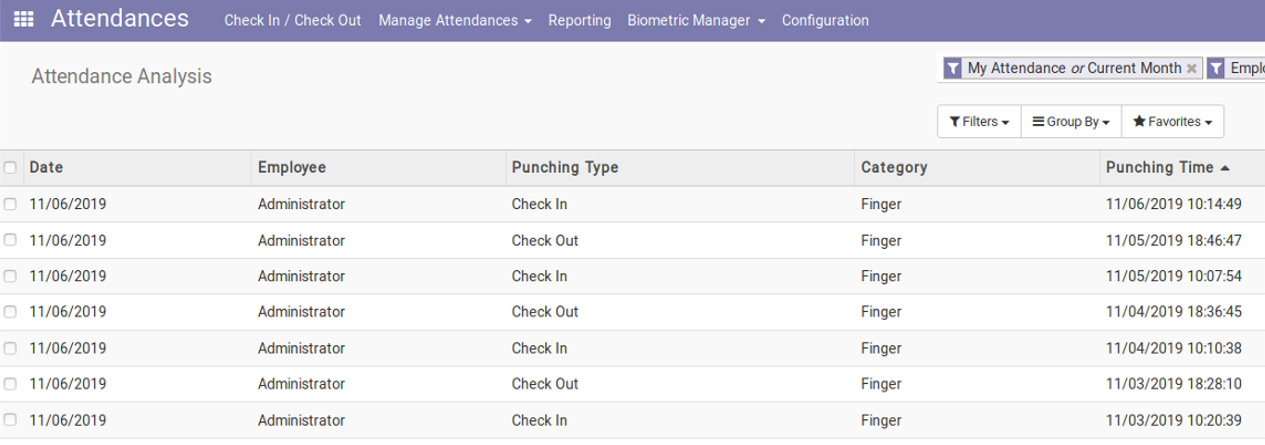 Attendances Check In / Check Out Manage Attendances Reporting Biometric Manager Configuration
Attendance Analysis
My Attendance or Current Month Emplo
Filters Group By Favorites
Date Employee Punching Type Category Punching Time
11/06/2019 Administrator Check In Finger 11/06/2019 10:14:49
11/06/2019 Administrator Check Out Finger 11/05/2019 18:46:47
11/06/2019 Administrator Check In Finger 11/05/2019 10:07:54
11/06/2019 Administrator Check Out Finger 11/04/2019 18:36:45
11/06/2019 Administrator Check In Finger 11/04/2019 10:10:38
11/06/2019 Administrator Check Out Finger 11/03/2019 18:28:10
11/06/2019 Administrator Check In Finger 11/03/2019 10:20:39